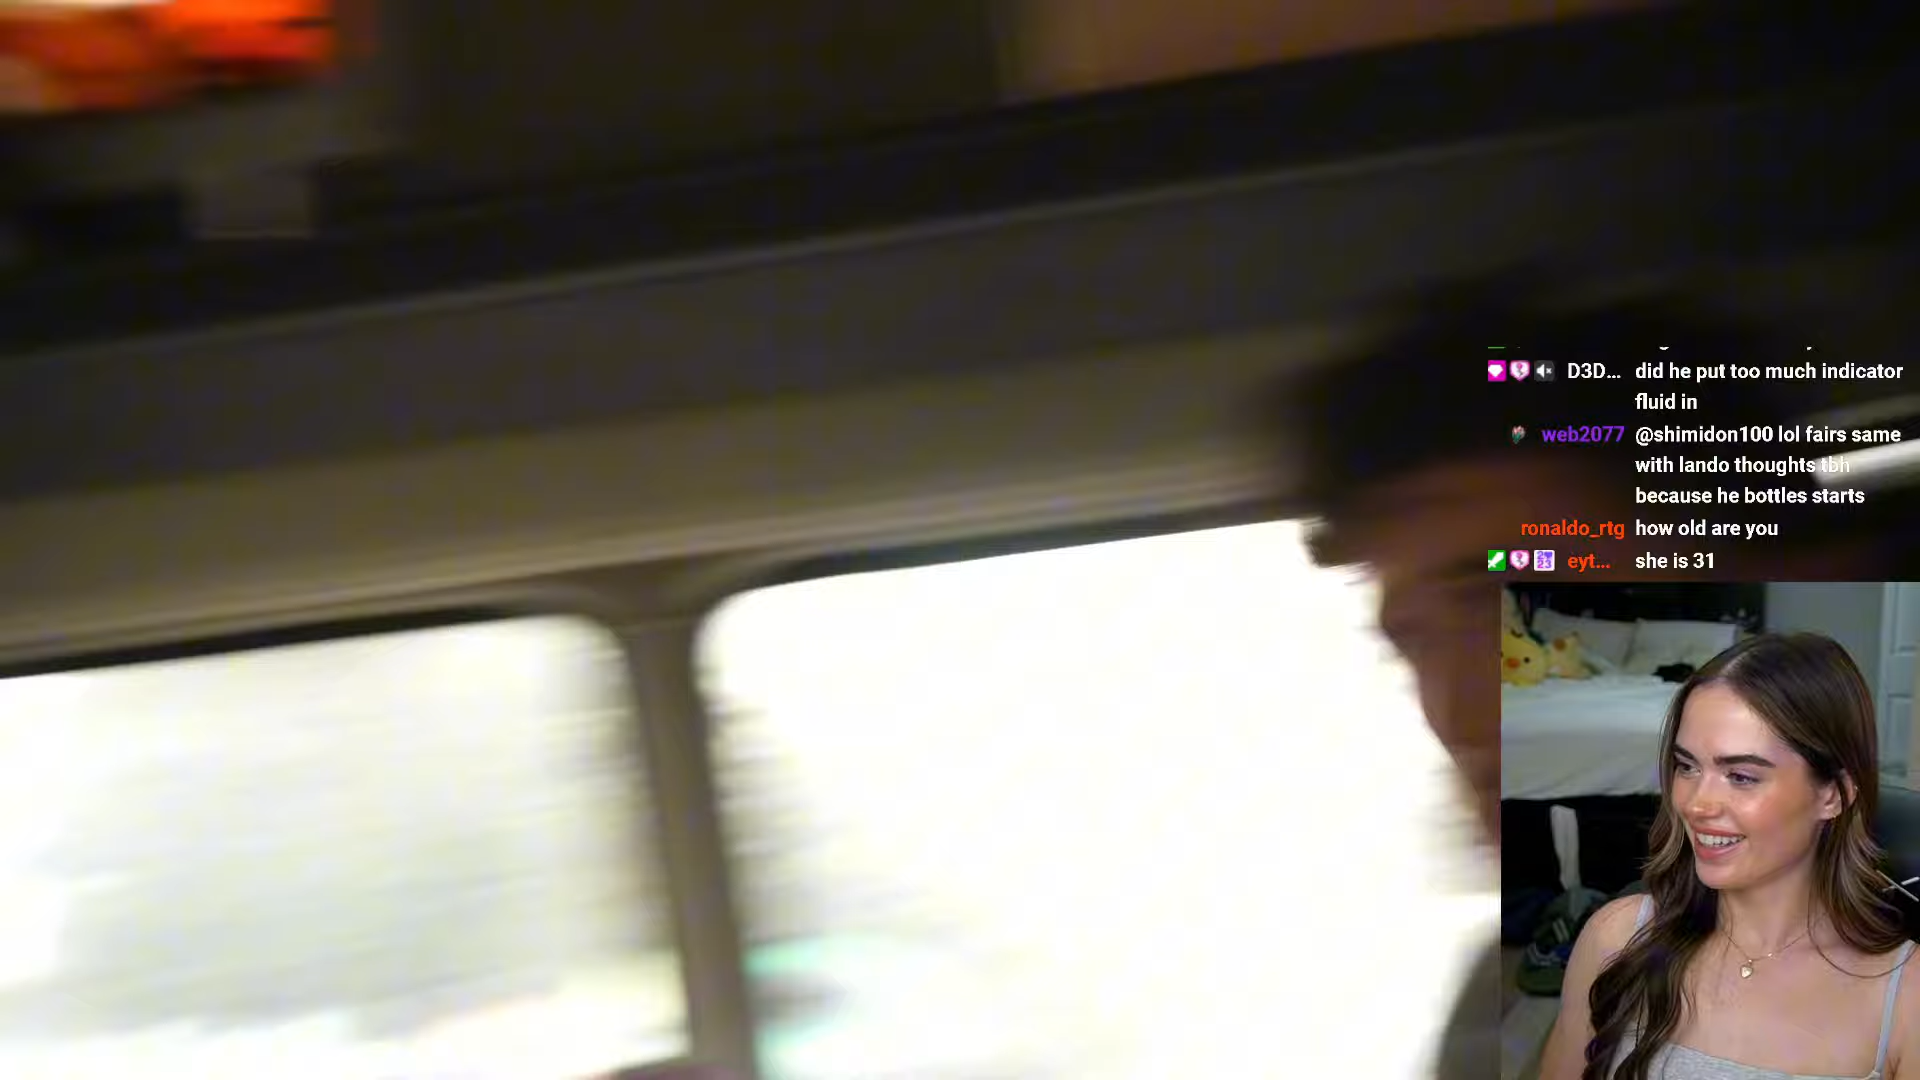 D3D... did he put too much indicator
fluid in
web2077 @shimidon100 lol fairs same
with lando thoughts tbh
because he bottles starts
ronaldo_rtg how old are you
eyt... she is 31